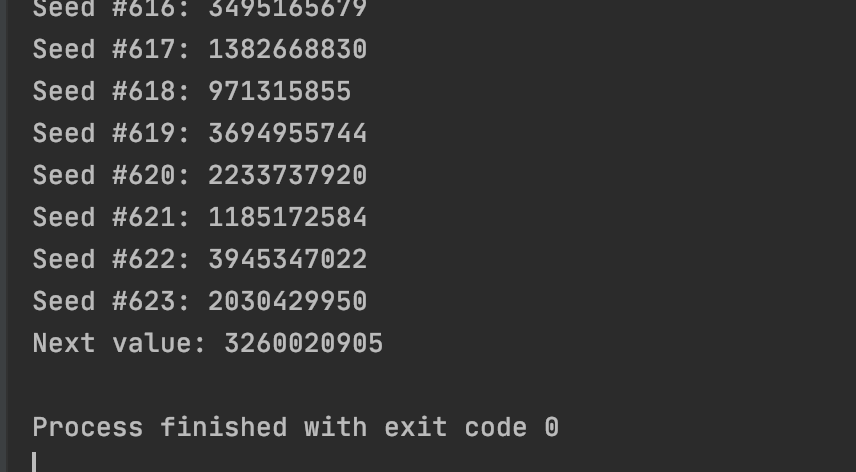 Seed #616: 3495165679
Seed #617: 1382668830
Seed #618: 971315855
Seed #619: 3694955744
Seed #620: 2233737920
Seed #621: 1185172584
Seed #622: 3945347022
Seed #623: 2030429950
Next value: 3260020905
Process finished with exit code 0